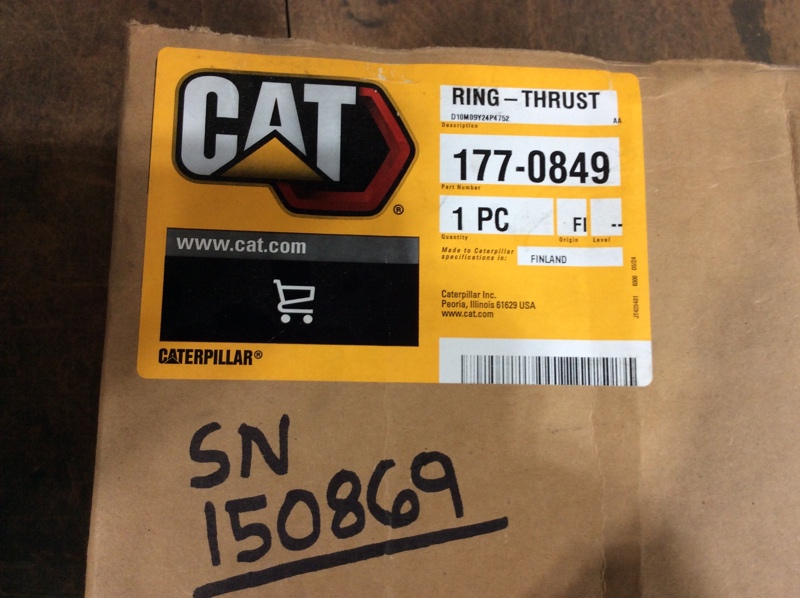 CAT
®
www.cat.com
CATERPILLAR®
RING – THRUST
D10M09Y24P4752 AA
Description
177-0849
Part Number
1 PC FI --
Quantity Origin Level
Made to Caterpillar
specifications in: FINLAND
Caterpillar Inc.
Peoria, Illinois 61629 USA
www.cat.com
SN
150869